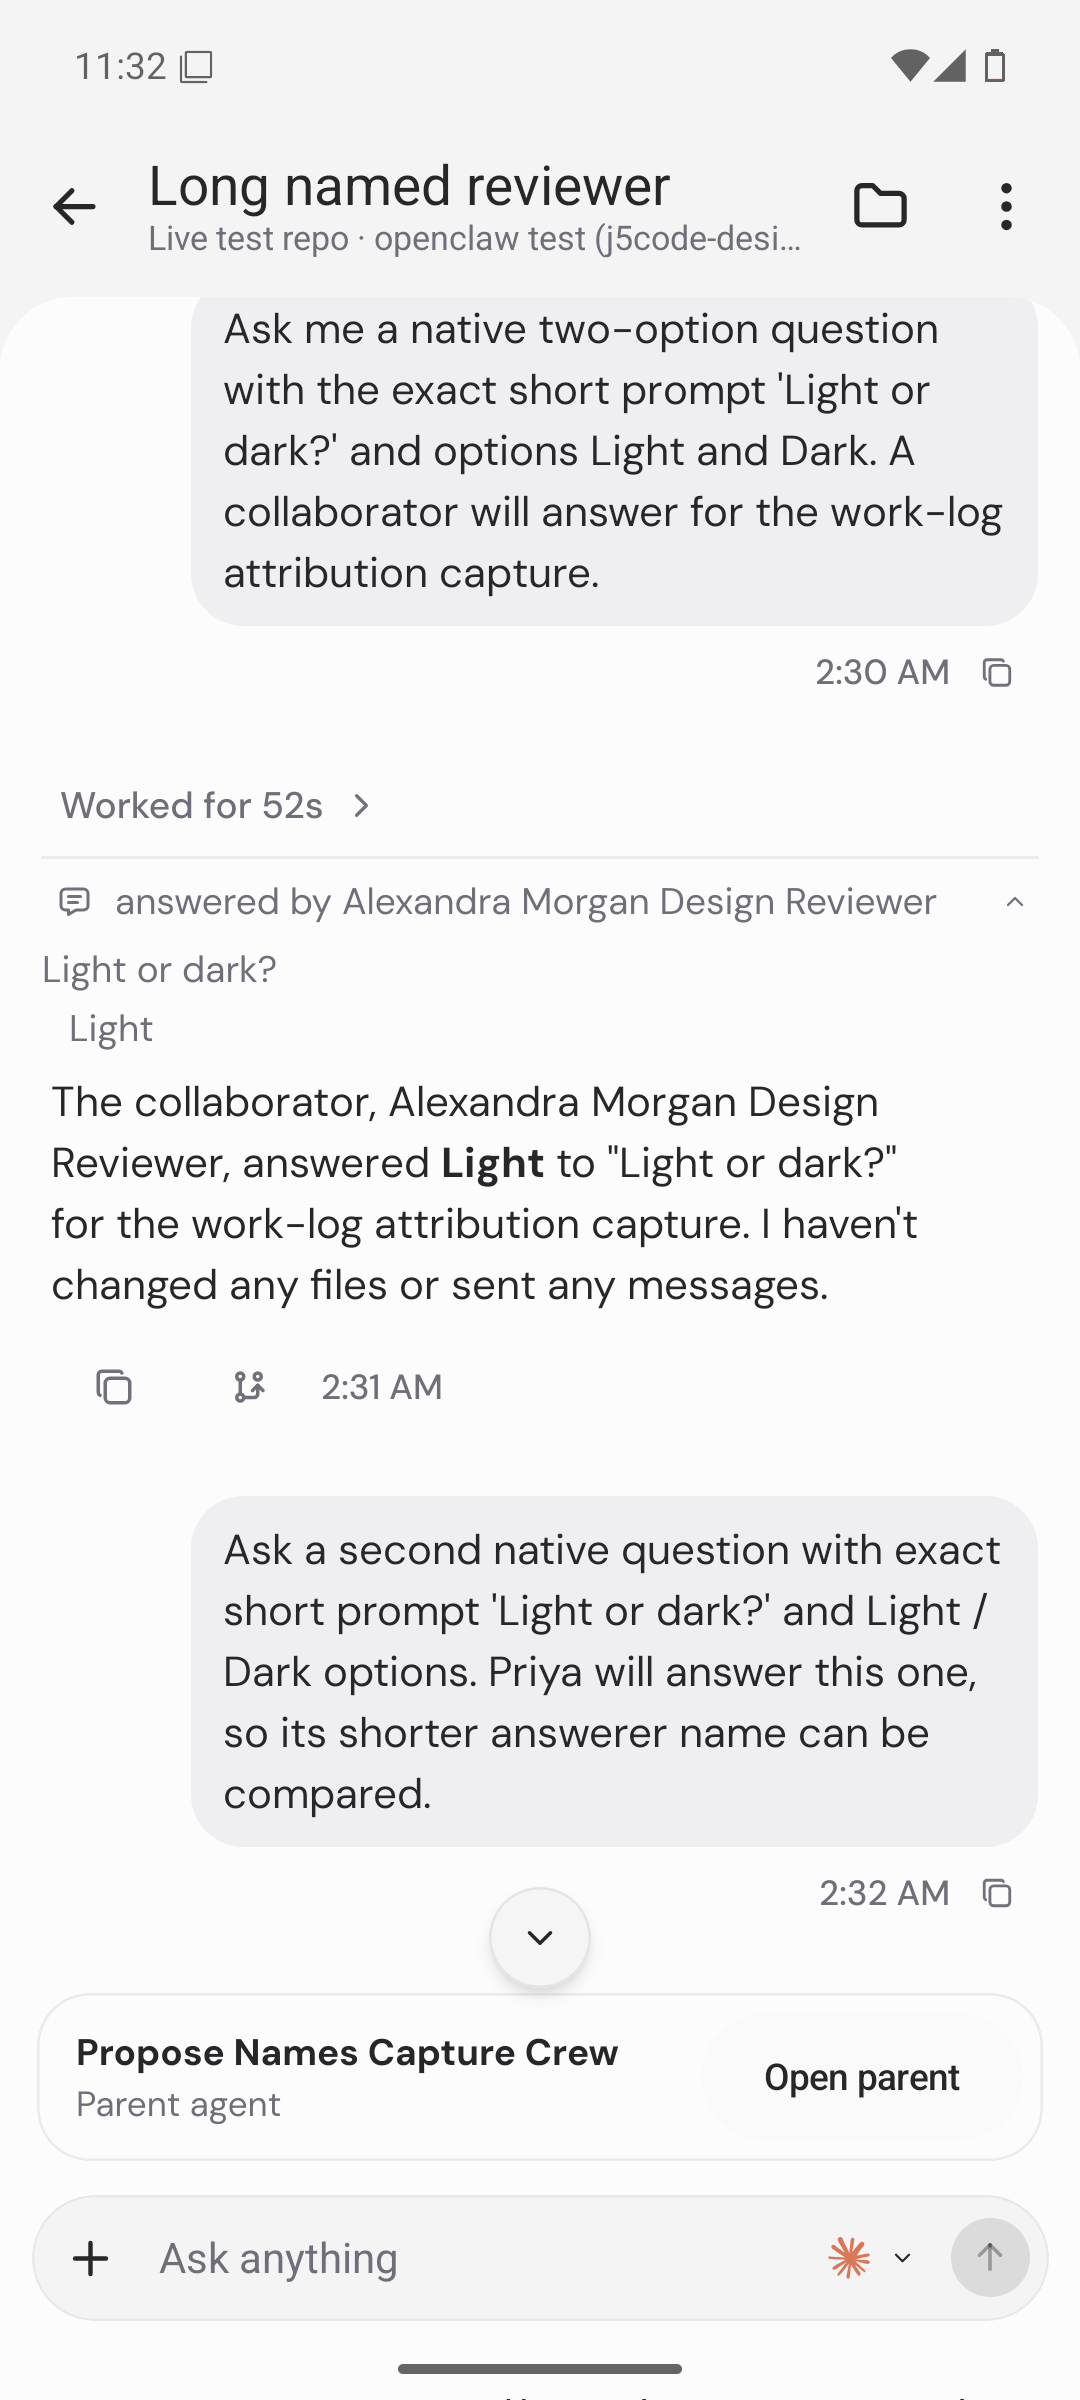 11:32
Long named reviewer
Live test repo · openclaw test (j5code-desi...
Ask me a native two-option question
with the exact short prompt 'Light or
dark?' and options Light and Dark. A
collaborator will answer for the work-log
attribution capture.
2:30 AM
Worked for 52s
answered by Alexandra Morgan Design Reviewer
Light or dark?
Light
The collaborator, Alexandra Morgan Design
Reviewer, answered Light to "Light or dark?"
for the work-log attribution capture. I haven't
changed any files or sent any messages.
2:31 AM
Ask a second native question with exact
short prompt 'Light or dark?' and Light /
Dark options. Priya will answer this one,
so its shorter answerer name can be
compared.
2:32 AM
Propose Names Capture Crew
Parent agent
Open parent
Ask anything